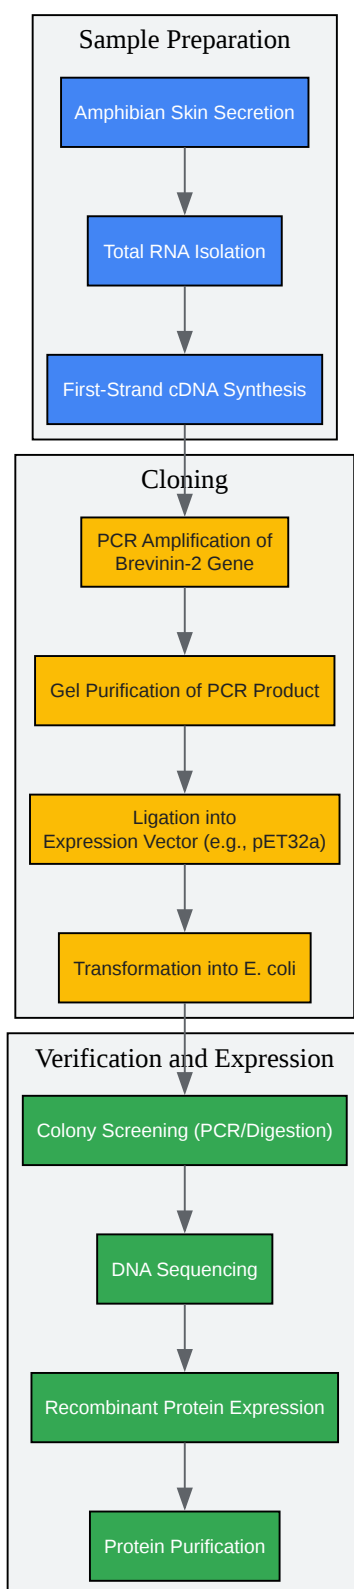 Sample Preparation
Amphibian Skin Secretion
Total RNA Isolation
First-Strand cDNA Synthesis
Cloning
PCR Amplification of
Brevinin-2 Gene
Gel Purification of PCR Product
Ligation into
Expression Vector (e.g., pET32a)
Transformation into E. coli
Verification and Expression
Colony Screening (PCR/Digestion)
DNA Sequencing
Recombinant Protein Expression
Protein Purification